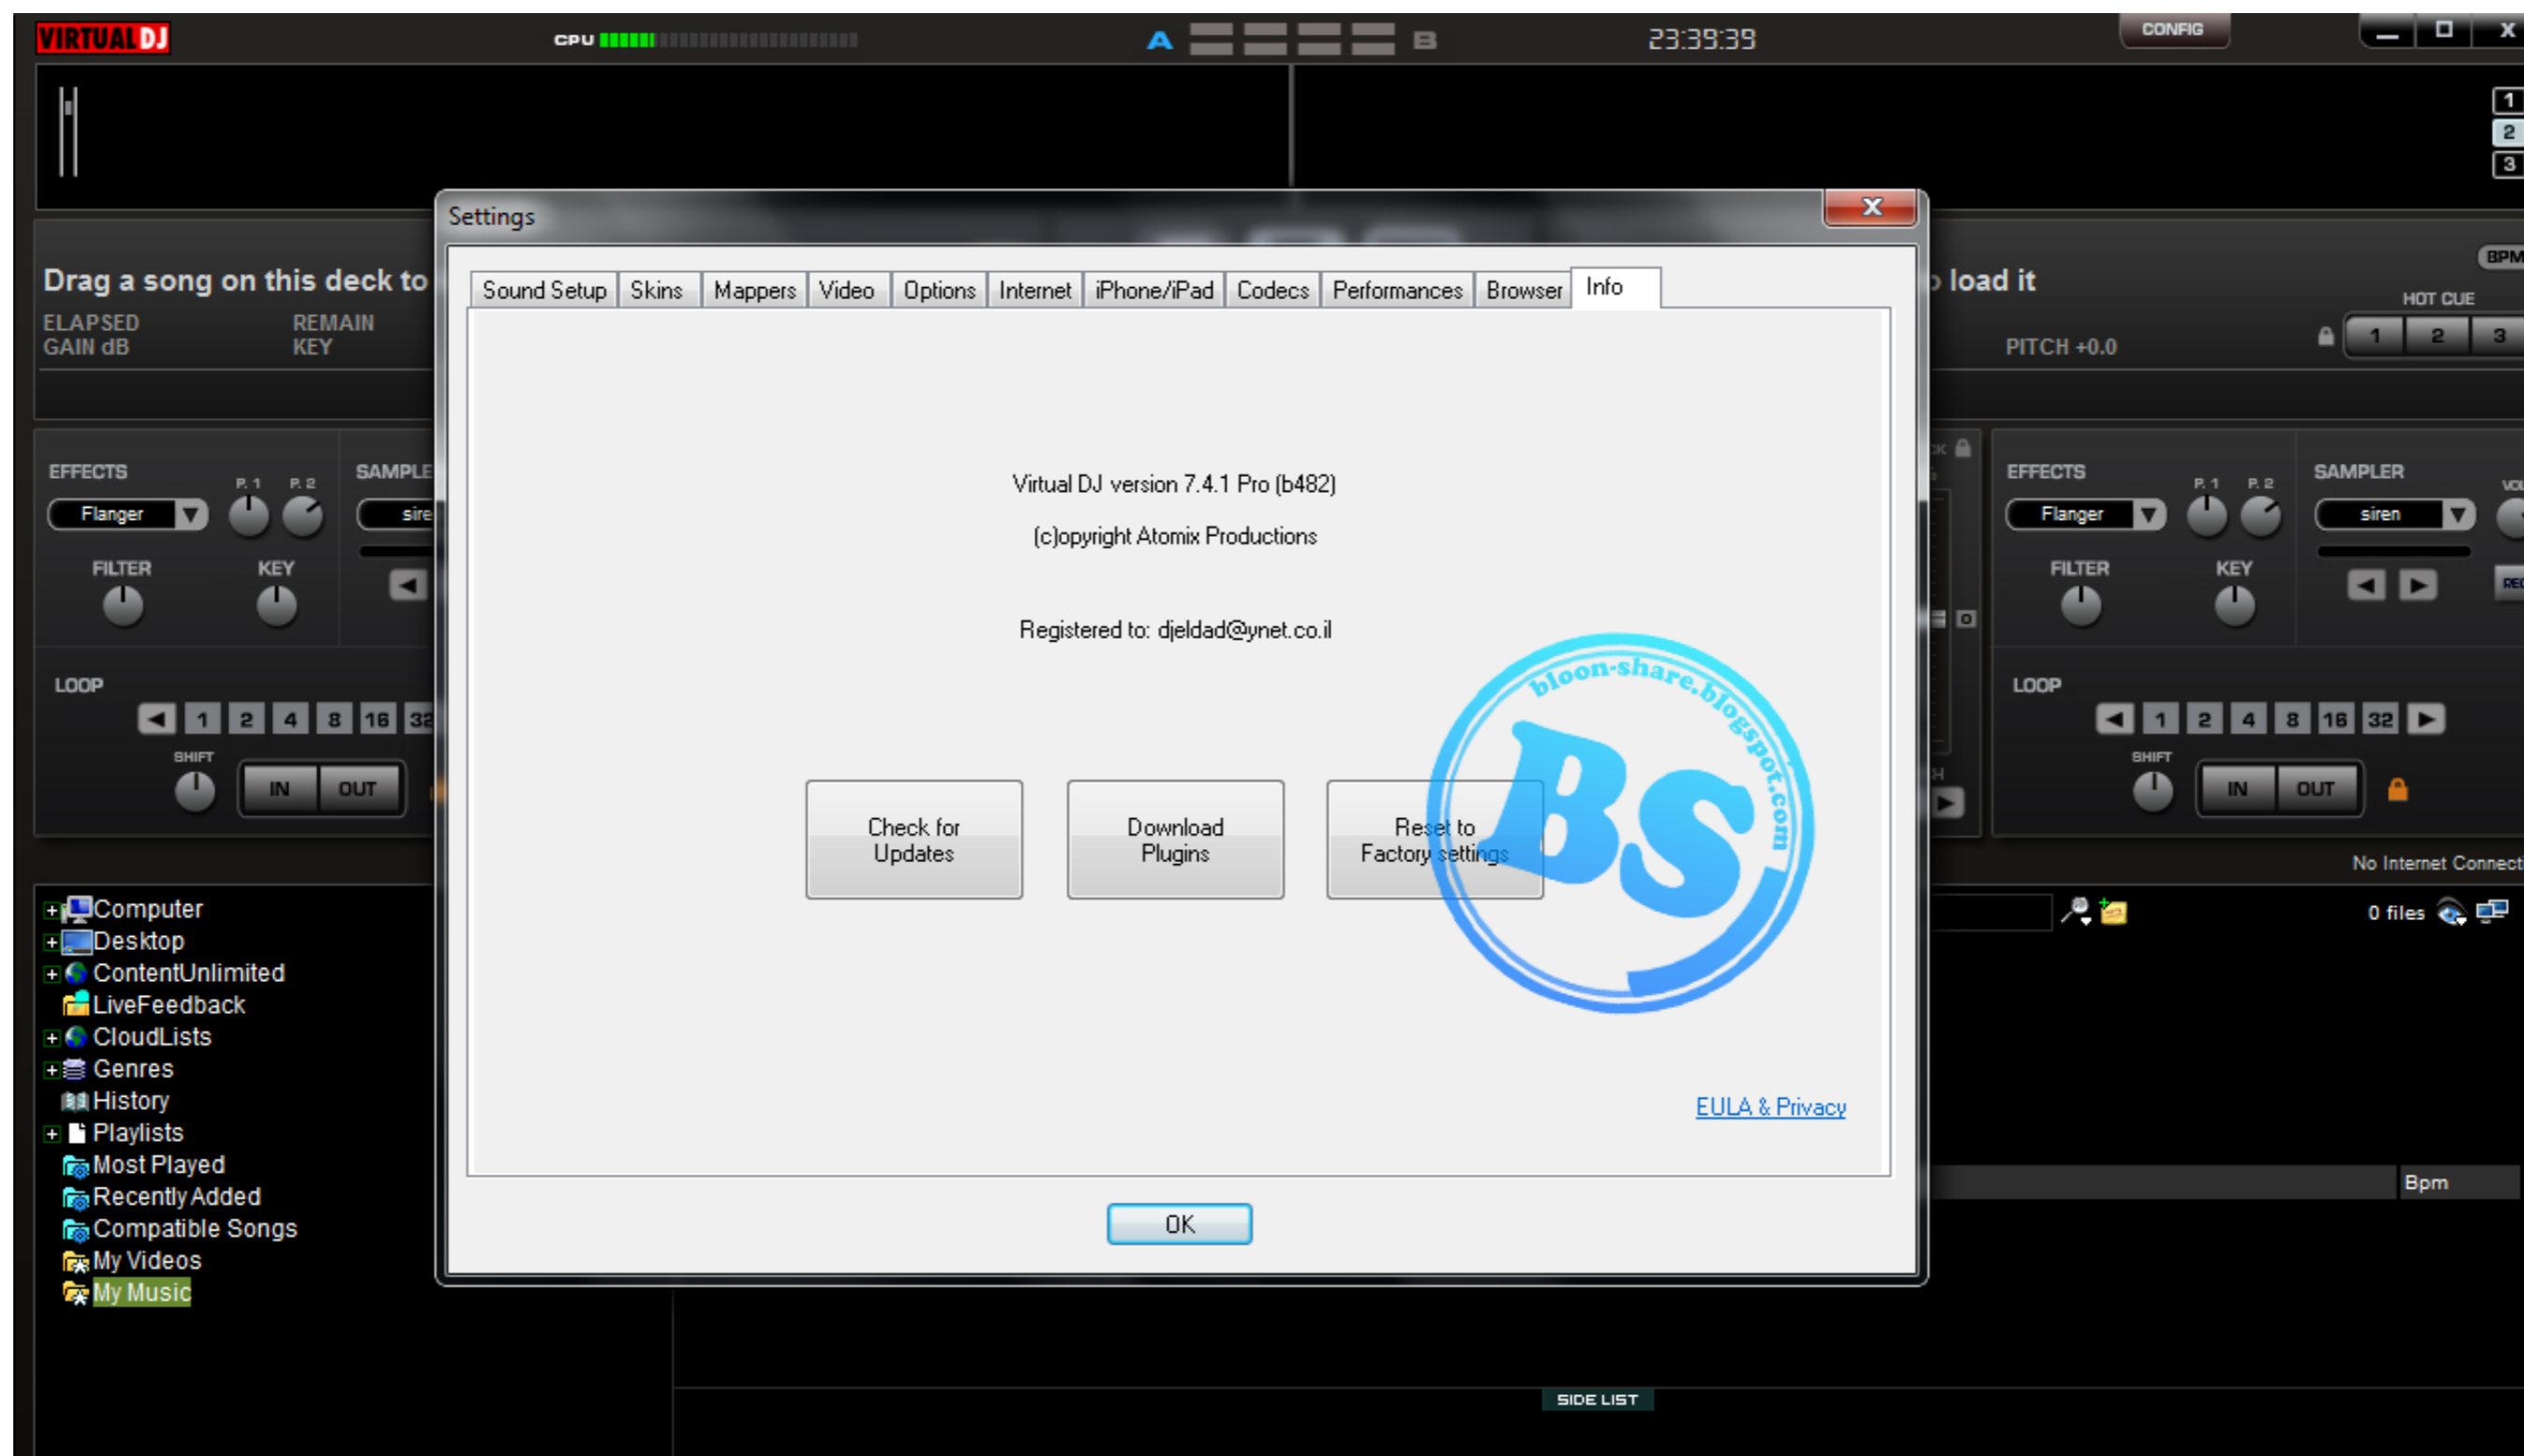 VIRTUAL DJ
CPU
A
B
23:39:39
CONFIG
X
1
2
3
Settings
X
Sound Setup Skins Mappers Video Options Internet iPhone/iPad Codecs Performances Browser Info
Drag a song on this deck to
load it
BPM
ELAPSED REMAIN
GAIN dB KEY
HOT CUE
PITCH +0.0
1 2 3
Virtual DJ version 7.4.1 Pro (b482)
(c)opyright Atomix Productions
Registered to: djeldad@ynet.co.il
EFFECTS P. 1 P. 2 SAMPLE
Flanger
FILTER KEY
LOOP
1 2 4 8 16 32
SHIFT
IN OUT
EFFECTS P. 1 P. 2 SAMPLER
Flanger siren
FILTER KEY
LOOP
1 2 4 8 16 32
SHIFT
IN OUT
bloon-share.blogspot.com
BS
Check for
Updates
Download
Plugins
Reset to
Factory settings
No Internet Connecti
0 files
EULA & Privacy
OK
Computer
Desktop
ContentUnlimited
LiveFeedback
CloudLists
Genres
History
Playlists
Most Played
Recently Added
Compatible Songs
My Videos
My Music
Bpm
SIDE LIST